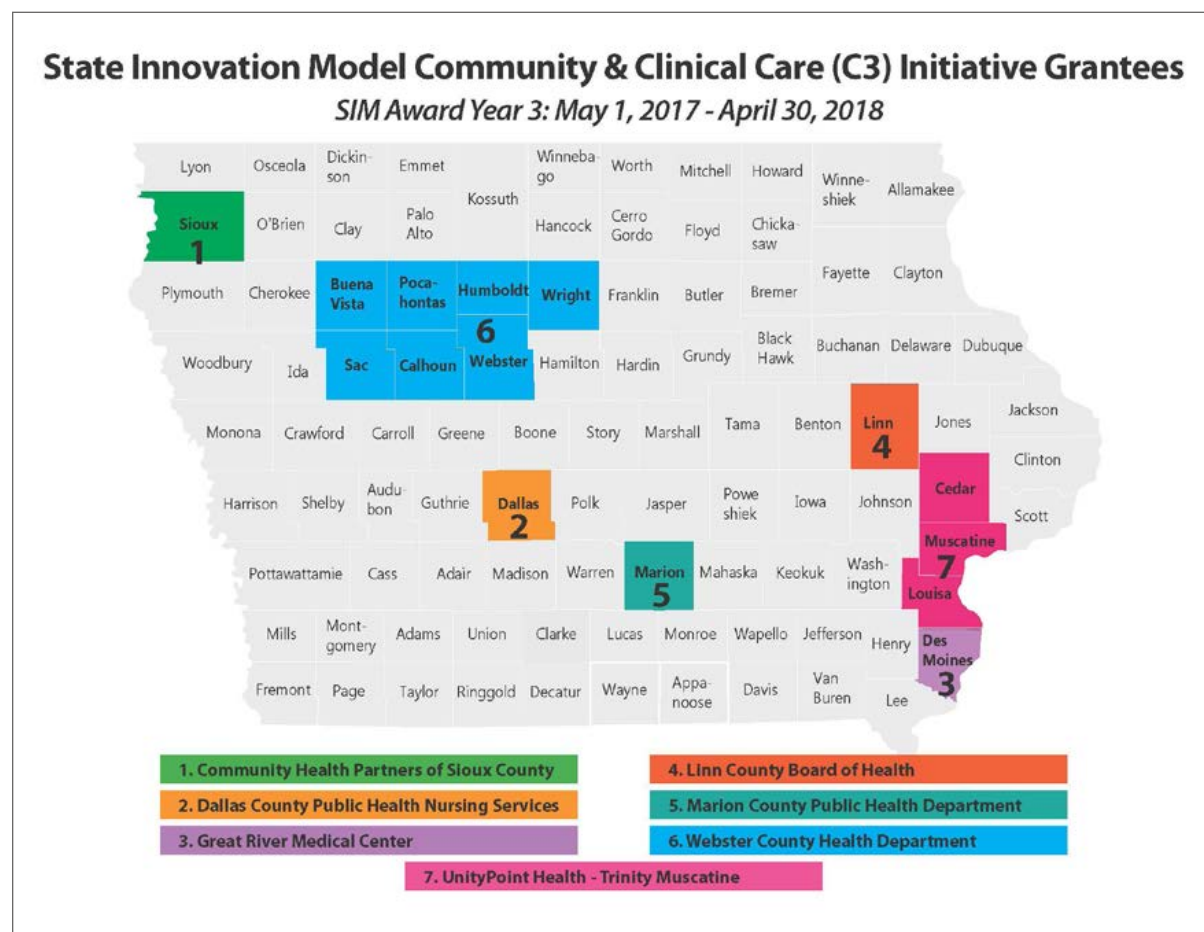 State Innovation Model Community & Clinical Care (C3) Initiative Grantees
SIM Award Year 3: May 1, 2017 - April 30, 2018
Lyon
Osceola
Dickin-
son
Emmet
Kossuth
Winneba-
go
Worth
Mitchell
Howard
Winne-
shiek
Allamakee
Sioux
1
O'Brien
Clay
Palo
Alto
Hancock
Cerro
Gordo
Floyd
Chicka-
saw
Fayette
Clayton
Plymouth
Cherokee
Buena
Vista
Poca-
hontas
Humboldt
6
Wright
Franklin
Butler
Bremer
Woodbury
Ida
Sac
Calhoun
Webster
Hamilton
Hardin
Grundy
Black
Hawk
Buchanan
Delaware
Dubuque
Monona
Crawford
Carroll
Greene
Boone
Story
Marshall
Tama
Benton
Linn
4
Jones
Jackson
Clinton
Harrison
Shelby
Audu-
bon
Guthrie
Dallas
2
Polk
Jasper
Powe
shiek
Iowa
Johnson
Cedar
Scott
Muscatine
7
Pottawattamie
Cass
Adair
Madison
Warren
Marion
5
Mahaska
Keokuk
Wash-
ington
Louisa
Mills
Mont-
gomery
Adams
Union
Clarke
Lucas
Monroe
Wapello
Jefferson
Henry
Des
Moines
3
Fremont
Page
Taylor
Ringgold
Decatur
Wayne
Appa-
noose
Davis
Van
Buren
Lee
1. Community Health Partners of Sioux County
2. Dallas County Public Health Nursing Services
3. Great River Medical Center
4. Linn County Board of Health
5. Marion County Public Health Department
6. Webster County Health Department
7. UnityPoint Health - Trinity Muscatine